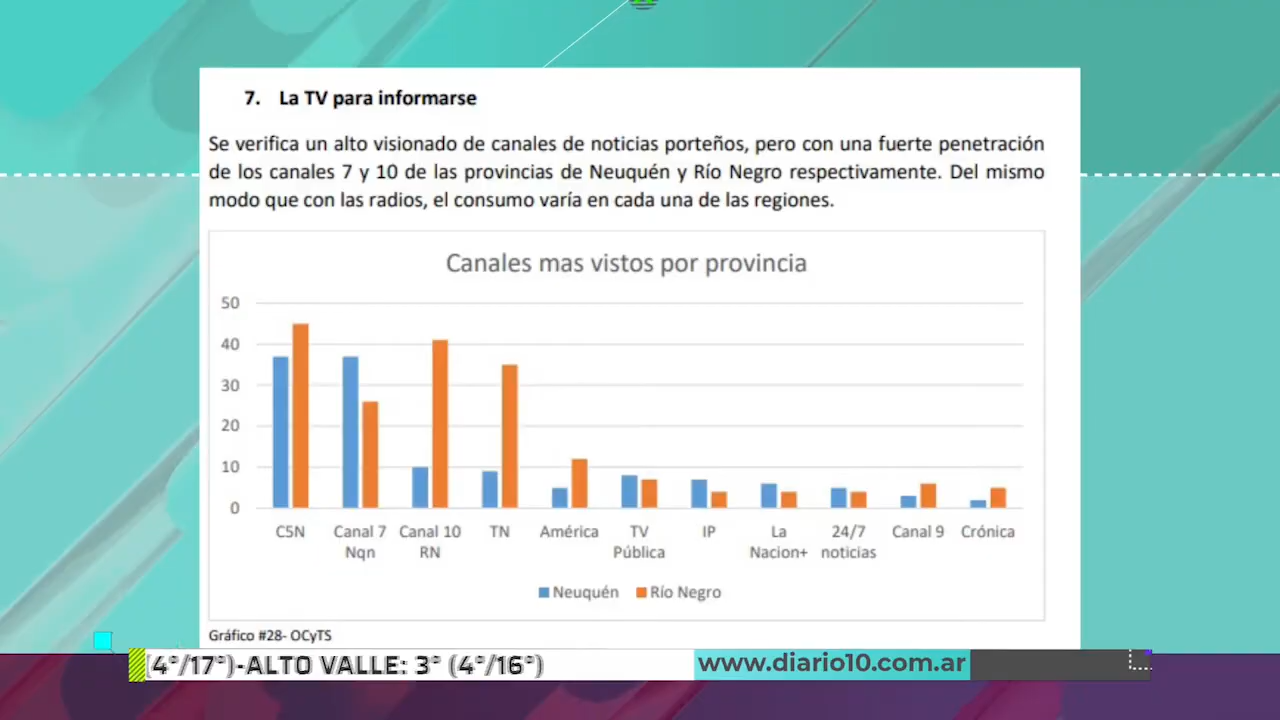 7. La TV para informarse
Se verifica un alto visionado de canales de noticias porteños, pero con una fuerte penetración
de los canales 7 y 10 de las provincias de Neuquén y Río Negro respectivamente. Del mismo
modo que con las radios, el consumo varía en cada una de las regiones.
Canales mas vistos por provincia
50
40
30
20
10
0
C5N
Canal 7
Nqn
Canal 10
RN
TN
América
TV
Pública
IP
La
Nacion+
24/7
noticias
Canal 9
Crónica
Neuquén
Río Negro
Gráfico #28- OCyTS
(4°/17°)-ALTO VALLE: 3° (4°/16°)
www.diario10.com.ar